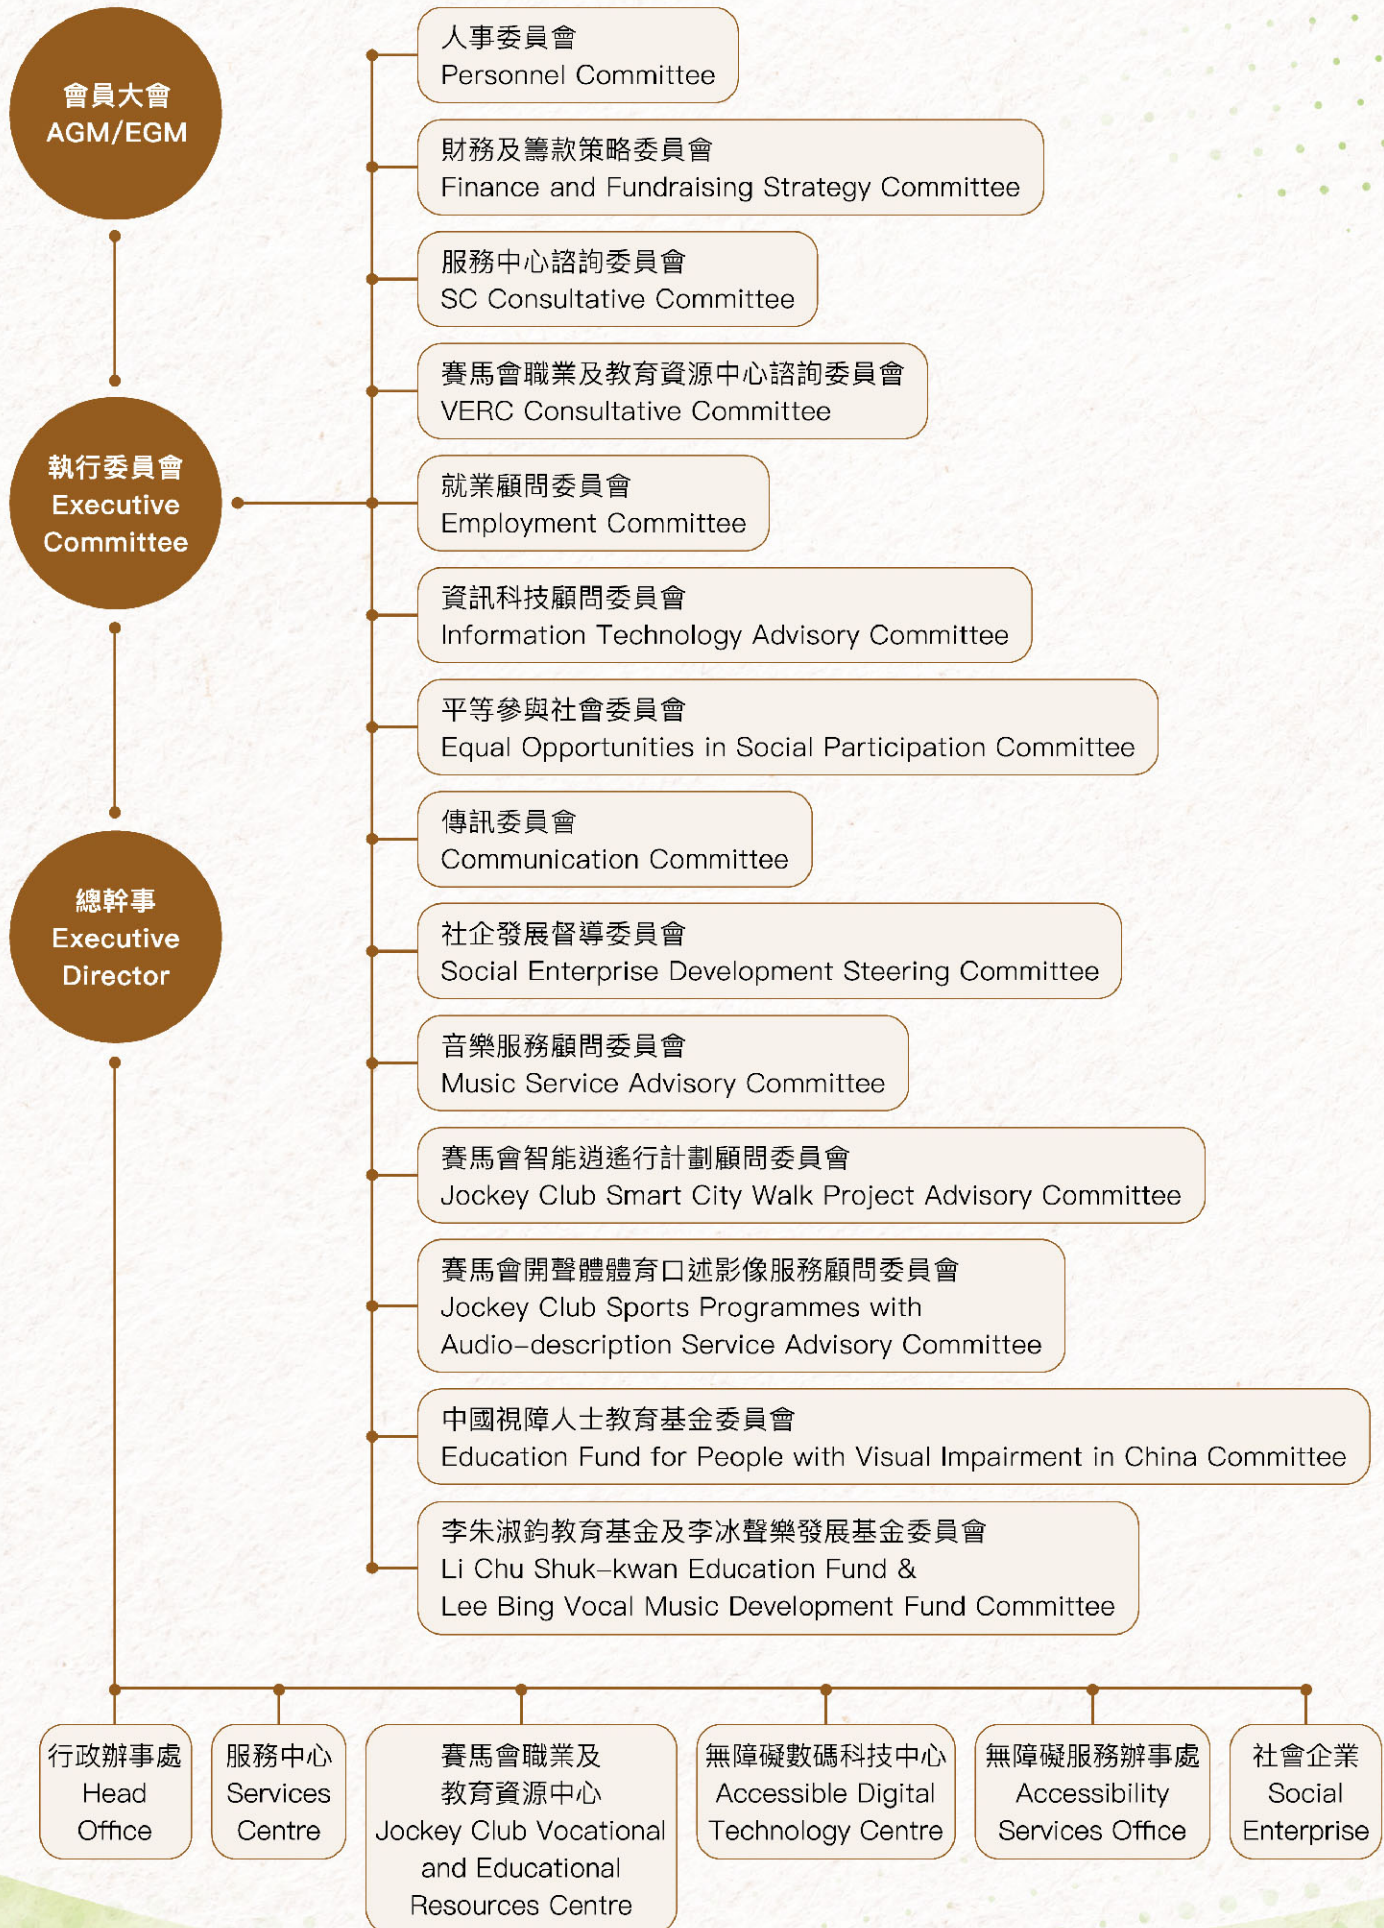 會員大會
AGM/EGM
執行委員會
Executive
Committee
總幹事
Executive
Director
人事委員會
Personnel Committee
財務及籌款策略委員會
Finance and Fundraising Strategy Committee
服務中心諮詢委員會
SC Consultative Committee
賽馬會職業及教育資源中心諮詢委員會
VERC Consultative Committee
就業顧問委員會
Employment Committee
資訊科技顧問委員會
Information Technology Advisory Committee
平等參與社會委員會
Equal Opportunities in Social Participation Committee
傳訊委員會
Communication Committee
社企發展督導委員會
Social Enterprise Development Steering Committee
音樂服務顧問委員會
Music Service Advisory Committee
賽馬會智能逍遙行計劃顧問委員會
Jockey Club Smart City Walk Project Advisory Committee
賽馬會開聲體體育口述影像服務顧問委員會
Jockey Club Sports Programmes with
Audio-description Service Advisory Committee
中國視障人士教育基金委員會
Education Fund for People with Visual Impairment in China Committee
李朱淑鈞教育基金及李冰聲樂發展基金委員會
Li Chu Shuk-kwan Education Fund &
Lee Bing Vocal Music Development Fund Committee
行政辦事處
Head
Office
服務中心
Services
Centre
賽馬會職業及
教育資源中心
Jockey Club Vocational
and Educational
Resources Centre
無障礙數碼科技中心
Accessible Digital
Technology Centre
無障礙服務辦事處
Accessibility
Services Office
社會企業
Social
Enterprise